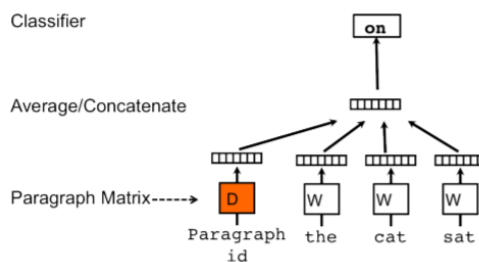 Classifier
on
Average/Concatenate
Paragraph Matrix
D
W
W
W
Paragraph
id
the
cat
sat